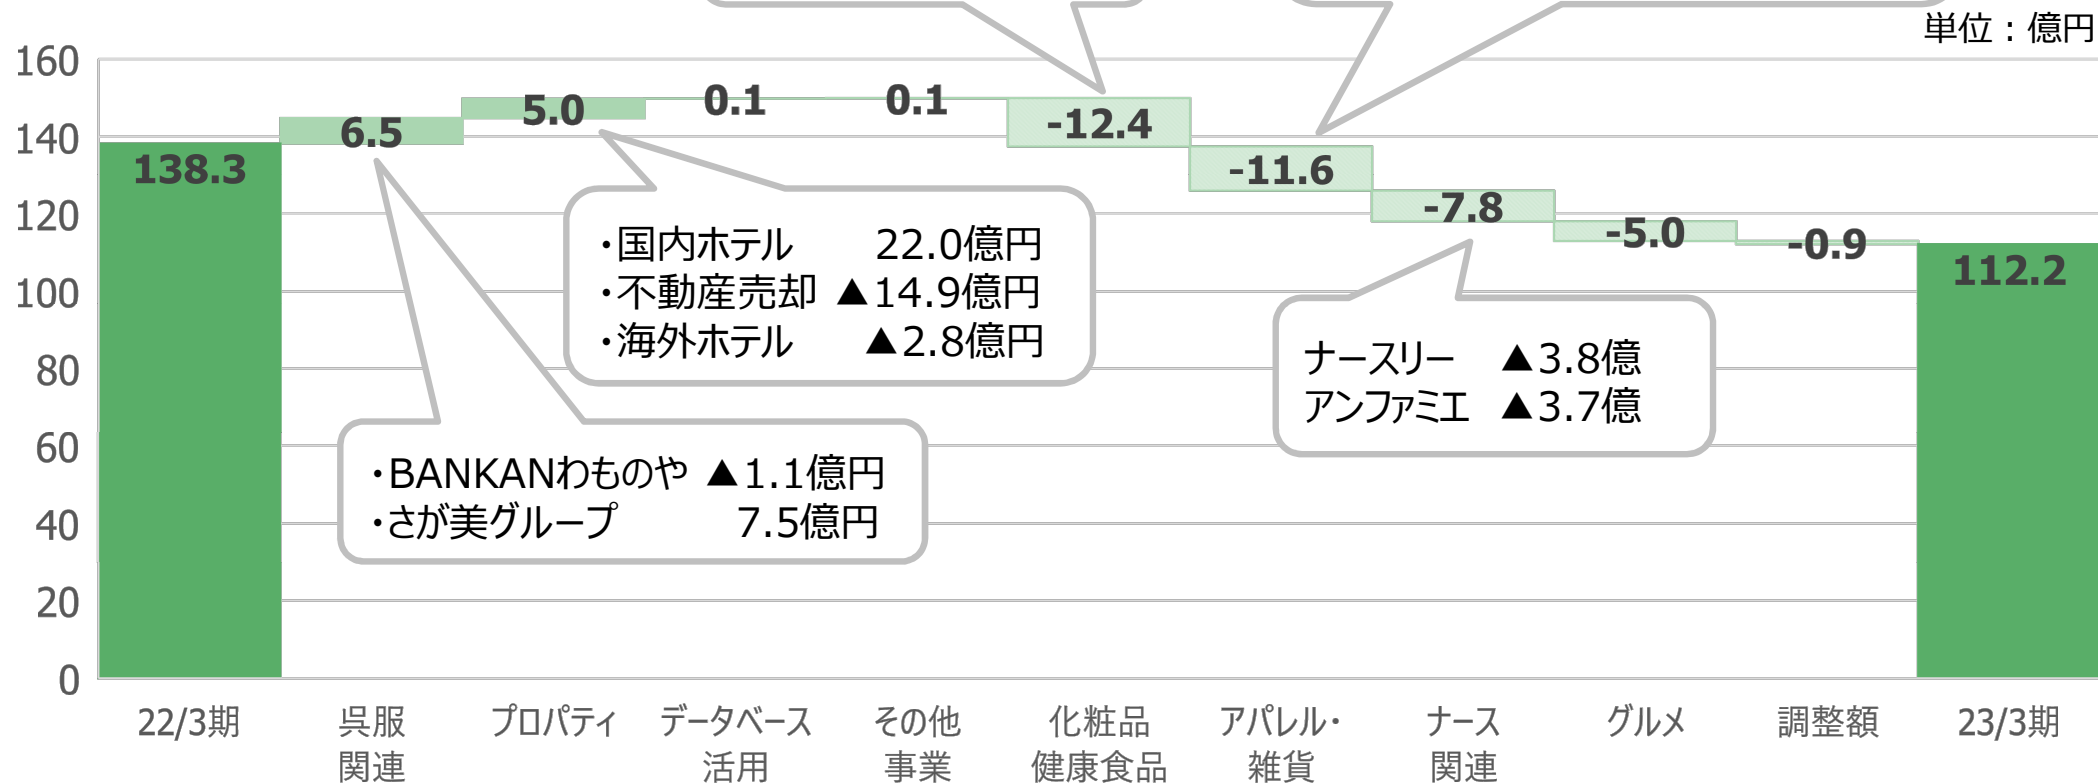 単位：億円
160
140
120
100
80
60
40
20
0
138.3
6.5
5.0
0.1
0.1
-12.4
-11.6
-7.8
-5.0
-0.9
112.2
・国内ホテル 22.0億円
・不動産売却 ▲14.9億円
・海外ホテル ▲2.8億円
ナースリー ▲3.8億
アンファミエ ▲3.7億
・BANKANわものや ▲1.1億円
・さが美グループ 7.5億円
22/3期
呉服
関連
プロパティ
データベース
活用
その他
事業
化粧品
健康食品
アパレル・
雑貨
ナース
関連
グルメ
調整額
23/3期